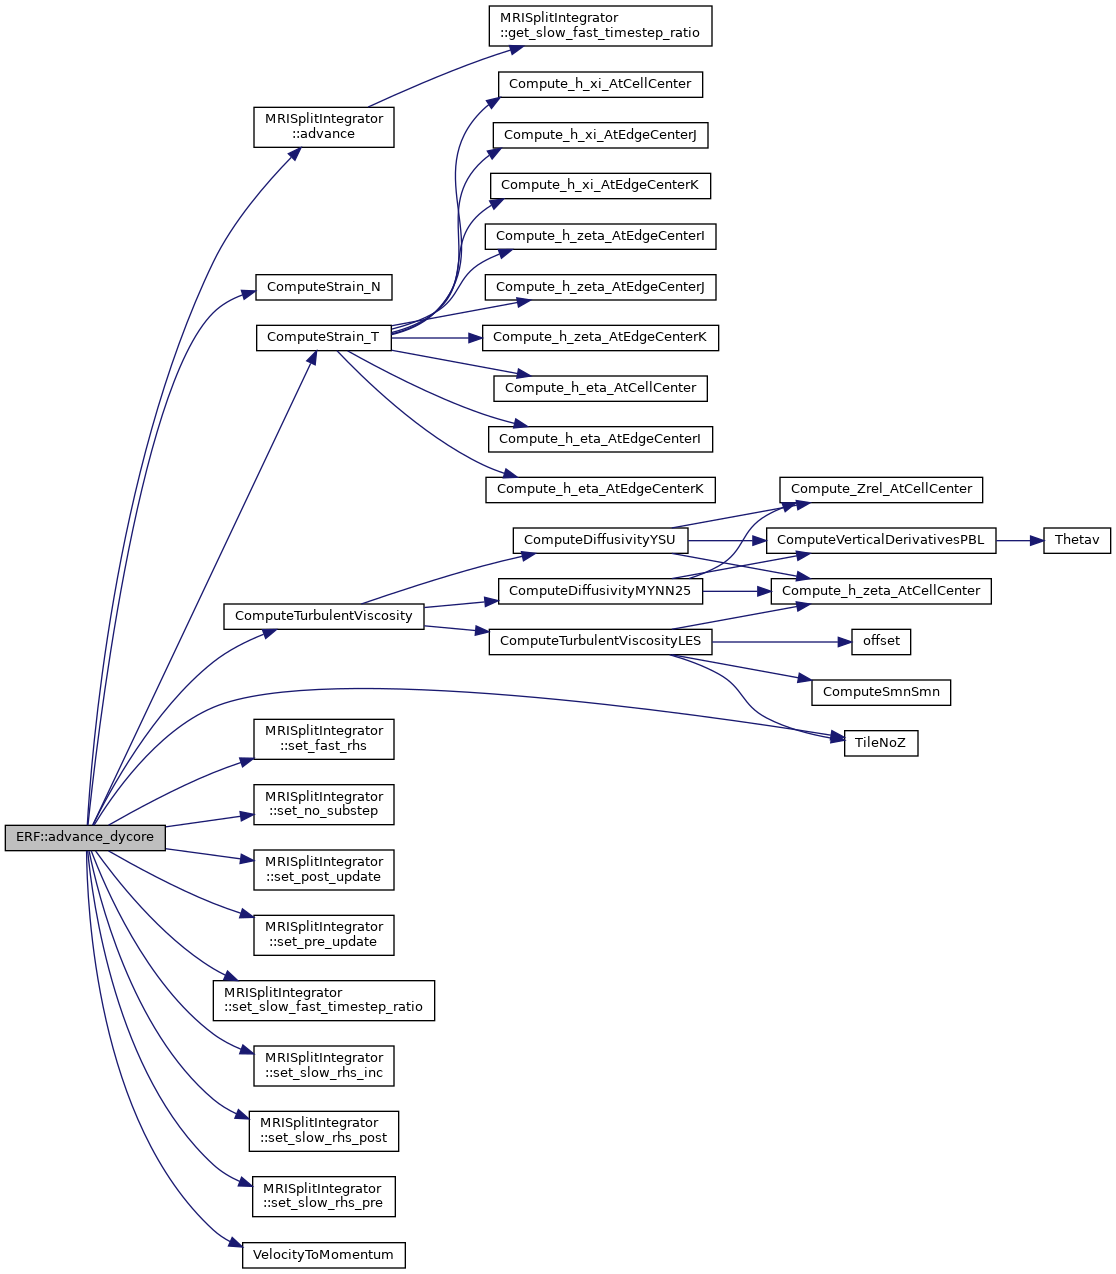 MRISplitIntegrator
::get_slow_fast_timestep_ratio
Compute_h_xi_AtCellCenter
MRISplitIntegrator
::advance
Compute_h_xi_AtEdgeCenterJ
Compute_h_xi_AtEdgeCenterK
Compute_h_zeta_AtEdgeCenterI
ComputeStrain_N
Compute_h_zeta_AtEdgeCenterJ
ComputeStrain_T
Compute_h_zeta_AtEdgeCenterK
Compute_h_eta_AtCellCenter
Compute_h_eta_AtEdgeCenterI
Compute_h_eta_AtEdgeCenterK
Compute_Zrel_AtCellCenter
ComputeDiffusivityYSU
ComputeVerticalDerivativesPBL
Thetav
ComputeDiffusivityMYNN25
Compute_h_zeta_AtCellCenter
ComputeTurbulentViscosity
ComputeTurbulentViscosityLES
offset
ComputeSmnSmn
TileNoZ
MRISplitIntegrator
::set_fast_rhs
MRISplitIntegrator
::set_no_substep
ERF::advance_dycore
MRISplitIntegrator
::set_post_update
MRISplitIntegrator
::set_pre_update
MRISplitIntegrator
::set_slow_fast_timestep_ratio
MRISplitIntegrator
::set_slow_rhs_inc
MRISplitIntegrator
::set_slow_rhs_post
MRISplitIntegrator
::set_slow_rhs_pre
VelocityToMomentum